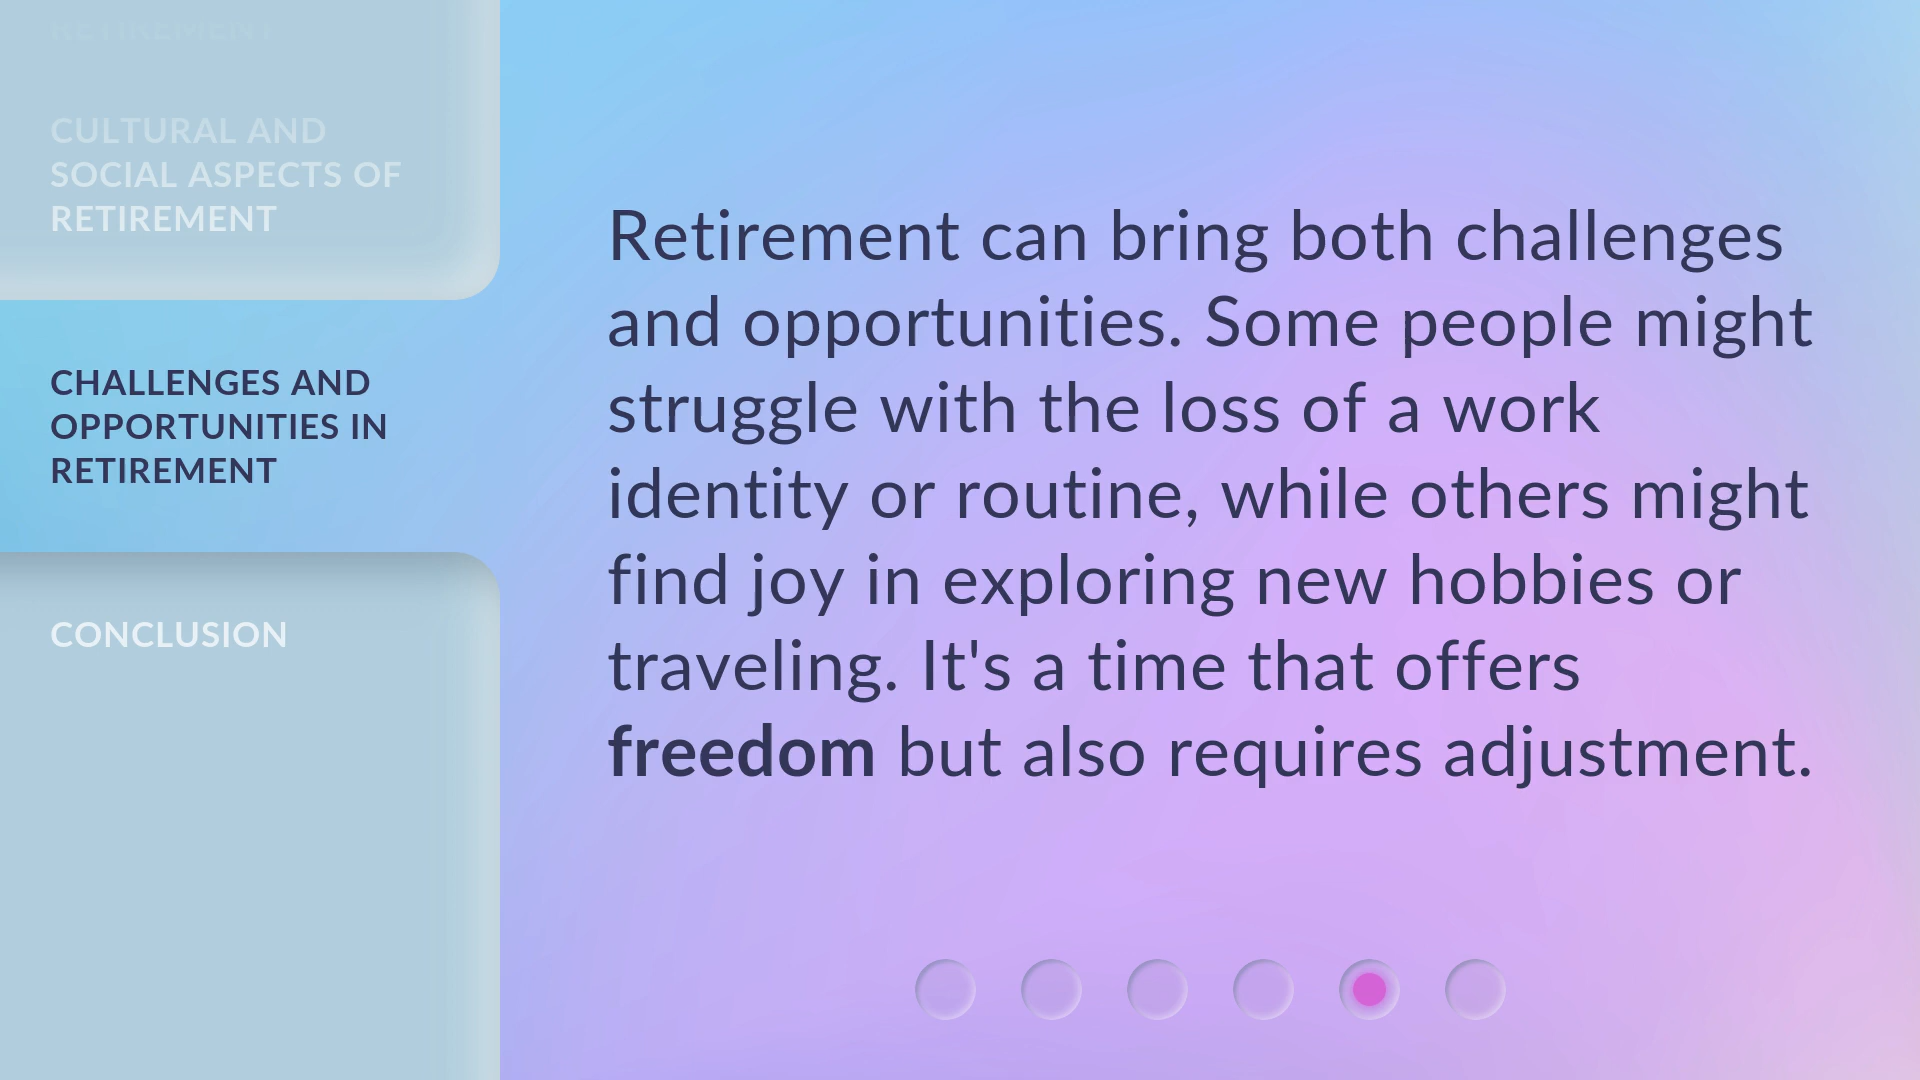 RETIREMENT
CULTURAL AND
SOCIAL ASPECTS OF
RETIREMENT
CHALLENGES AND
OPPORTUNITIES IN
RETIREMENT
CONCLUSION
Retirement can bring both challenges
and opportunities. Some people might
struggle with the loss of a work
identity or routine, while others might
find joy in exploring new hobbies or
traveling. It's a time that offers
freedom but also requires adjustment.